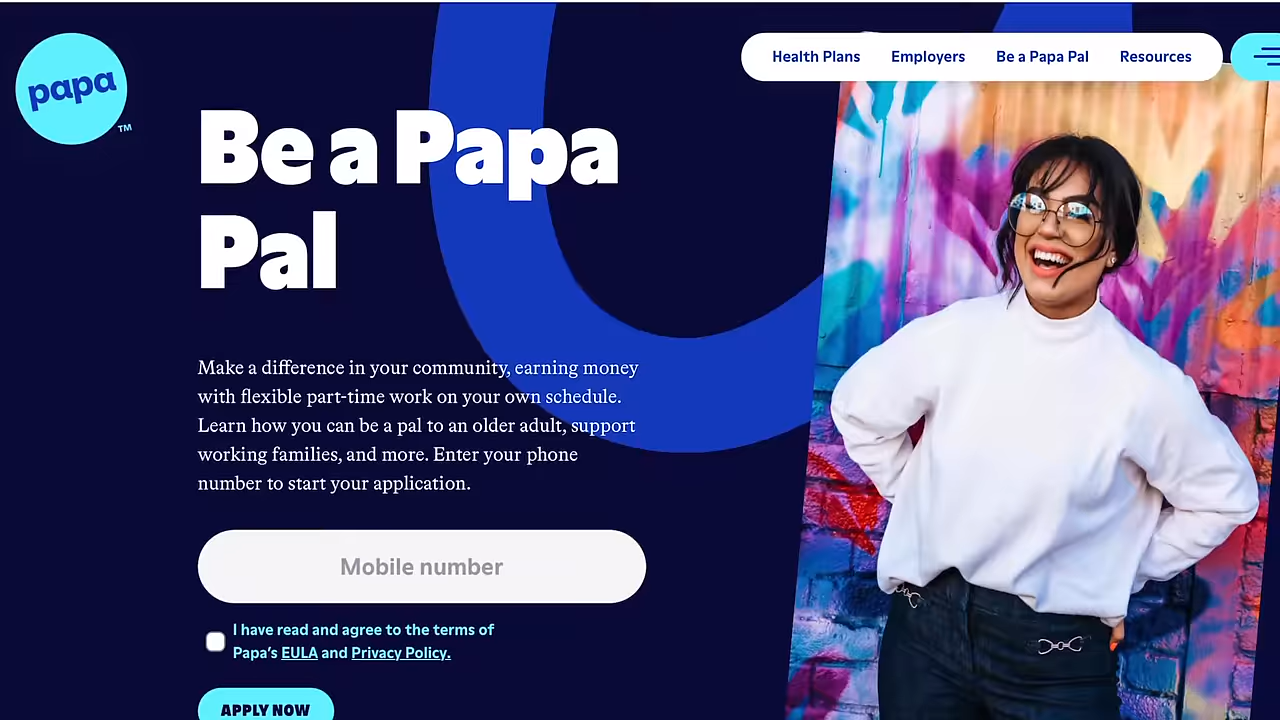 papa
TM
Health Plans Employers Be a Papa Pal Resources
Be a Papa
Pal
Make a difference in your community, earning money
with flexible part-time work on your own schedule.
Learn how you can be a pal to an older adult, support
working families, and more. Enter your phone
number to start your application.
Mobile number
I have read and agree to the terms of
Papa's EULA and Privacy Policy.
APPLY NOW